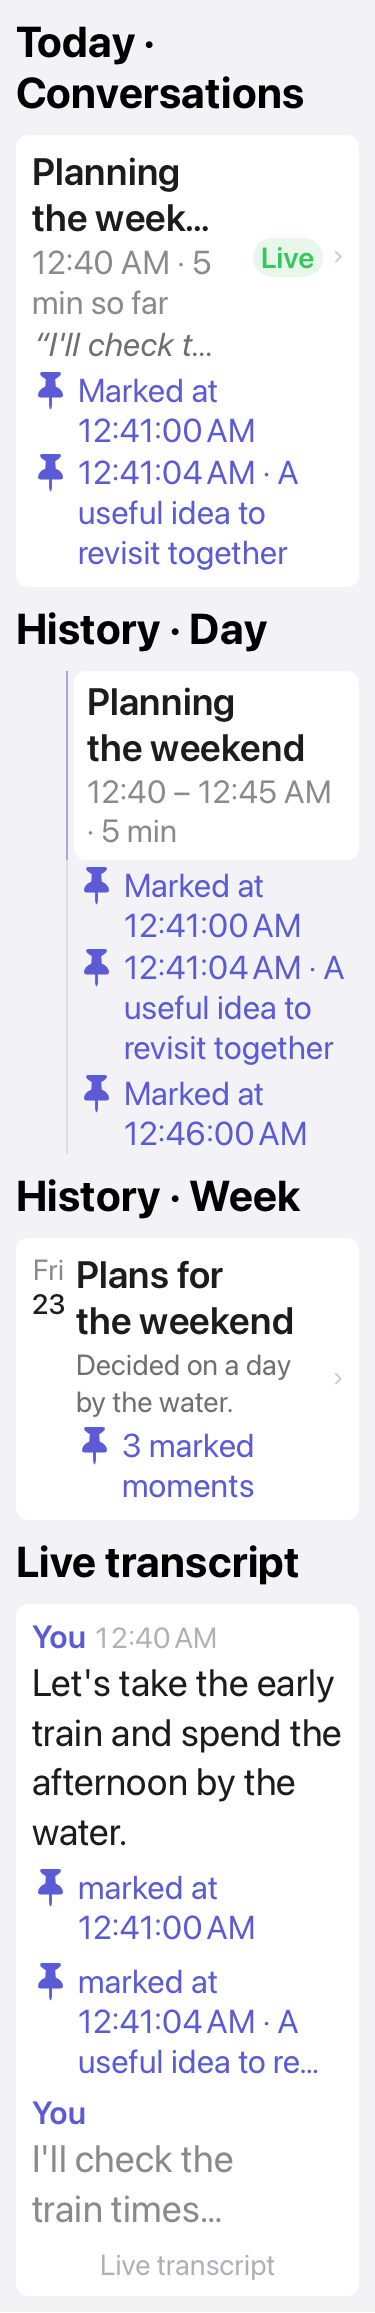 Today ·
Conversations
Planning
the week...
12:40 AM · 5
min so far
Live
“I'll check t...
Marked at
12:41:00 AM
12:41:04 AM · A
useful idea to
revisit together
History · Day
Planning
the weekend
12:40 – 12:45 AM
· 5 min
Marked at
12:41:00 AM
12:41:04 AM · A
useful idea to
revisit together
Marked at
12:46:00 AM
History · Week
Fri
23
Plans for
the weekend
Decided on a day
by the water.
3 marked
moments
Live transcript
You 12:40 AM
Let's take the early
train and spend the
afternoon by the
water.
marked at
12:41:00 AM
marked at
12:41:04 AM · A
useful idea to re...
You
I'll check the
train times...
Live transcript